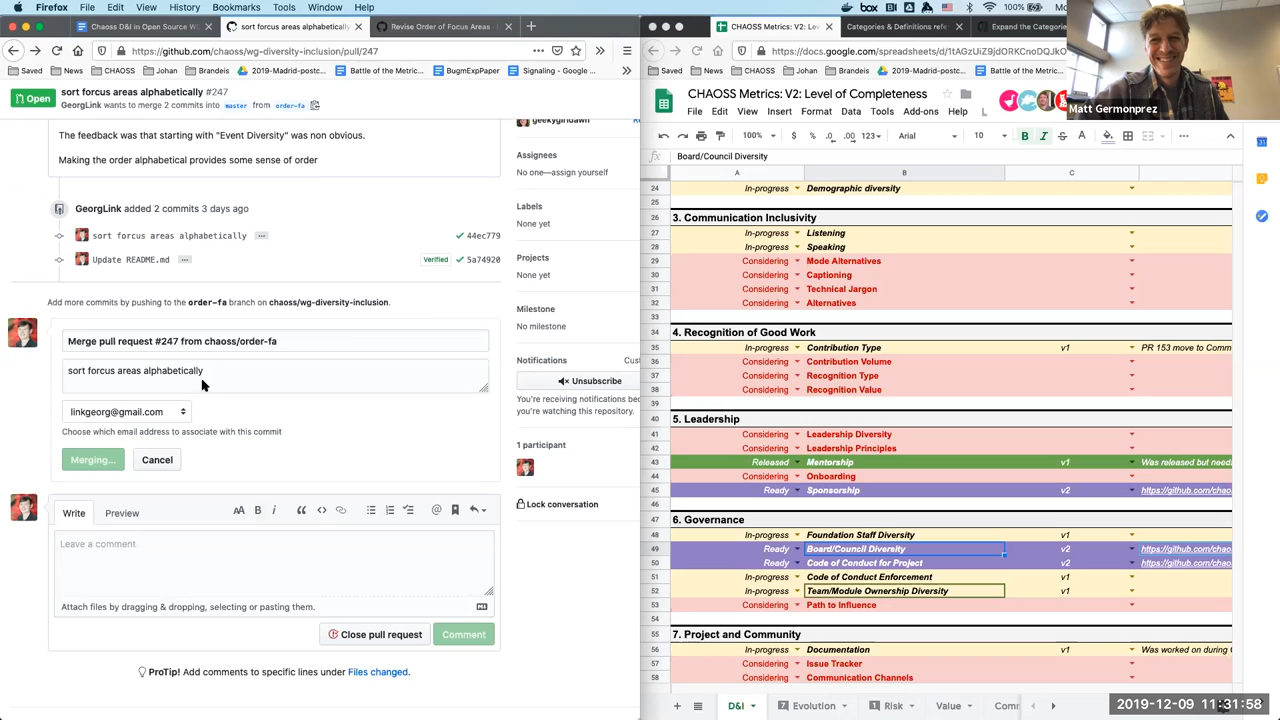 Firefox File Edit View History Bookmarks Tools Window Help
100%
Chaoss D&I in Open Source W
sort forcus areas alphabetically
Revise Order of Focus Areas
https://github.com/chaoss/wg-diversity-inclusion/pull/247
Saved News CHAOSS Johan Brandeis 2019-Madrid-postc... Battle of the Metric... BugmExpPaper Signaling - Google ...
Open
sort forcus areas alphabetically #247
GeorgLink wants to merge 2 commits into master from order-fa
The feedback was that starting with "Event Diversity" was non obvious.
Making the order alphabetical provides some sense of order
GeorgLink added 2 commits 3 days ago
sort forcus areas alphabetically ... 44ec779
Update README.md ... Verified 5a74920
Add more commits by pushing to the order-fa branch on chaoss/wg-diversity-inclusion.
Merge pull request #247 from chaoss/order-fa
sort forcus areas alphabetically
linkgeorg@gmail.com
Choose which email address to associate with this commit
Merging... Cancel
Write Preview
Leave a comment
Attach files by dragging & dropping, selecting or pasting them.
Close pull request Comment
ProTip! Add comments to specific lines under Files changed.
geekygirldawn
Assignees
No one—assign yourself
Labels
None yet
Projects
None yet
Milestone
No milestone
Notifications Cust
Unsubscribe
You're receiving notifications bec
you're watching this repository.
1 participant
Lock conversation
CHAOSS Metrics: V2: Level of
Categories & Definitions refere
Expand the Categorie
https://docs.google.com/spreadsheets/d/1tAGzUiZ9jdORKCnoDQJkO
Saved News CHAOSS Johan Brandeis 2019-Madrid-postc... Battle of the Metric...
CHAOSS Metrics: V2: Level of Completeness
File Edit View Insert Format Data Tools Add-ons
100% $ % .0 .00 123 Arial 10 B I S A
Board/Council Diversity
A B C
24 In-progress Demographic diversity
25
26 3. Communication Inclusivity
27 In-progress Listening
28 In-progress Speaking
29 Considering Mode Alternatives
30 Considering Captioning
31 Considering Technical Jargon
32 Considering Alternatives
33
34 4. Recognition of Good Work
35 In-progress Contribution Type v1 PR 153 move to Comm
36 Considering Contribution Volume
37 Considering Recognition Type
38 Considering Recognition Value
39
40 5. Leadership
41 Considering Leadership Diversity
42 Considering Leadership Principles
43 Released Mentorship v1 Was released but need
44 Considering Onboarding
45 Ready Sponsorship v2 https://github.com/chao
46
47 6. Governance
48 In-progress Foundation Staff Diversity v1
49 Ready Board/Council Diversity v2 https://github.com/chao
50 Ready Code of Conduct for Project v2 https://github.com/chao
51 In-progress Code of Conduct Enforcement v1
52 In-progress Team/Module Ownership Diversity v1
53 Considering Path to Influence
54
55 7. Project and Community
56 In-progress Documentation v1 Was worked on during
57 Considering Issue Tracker
58 Considering Communication Channels
D&I Evolution Risk Value Comm
Matt Germonprez
2019-12-09 11:31:58